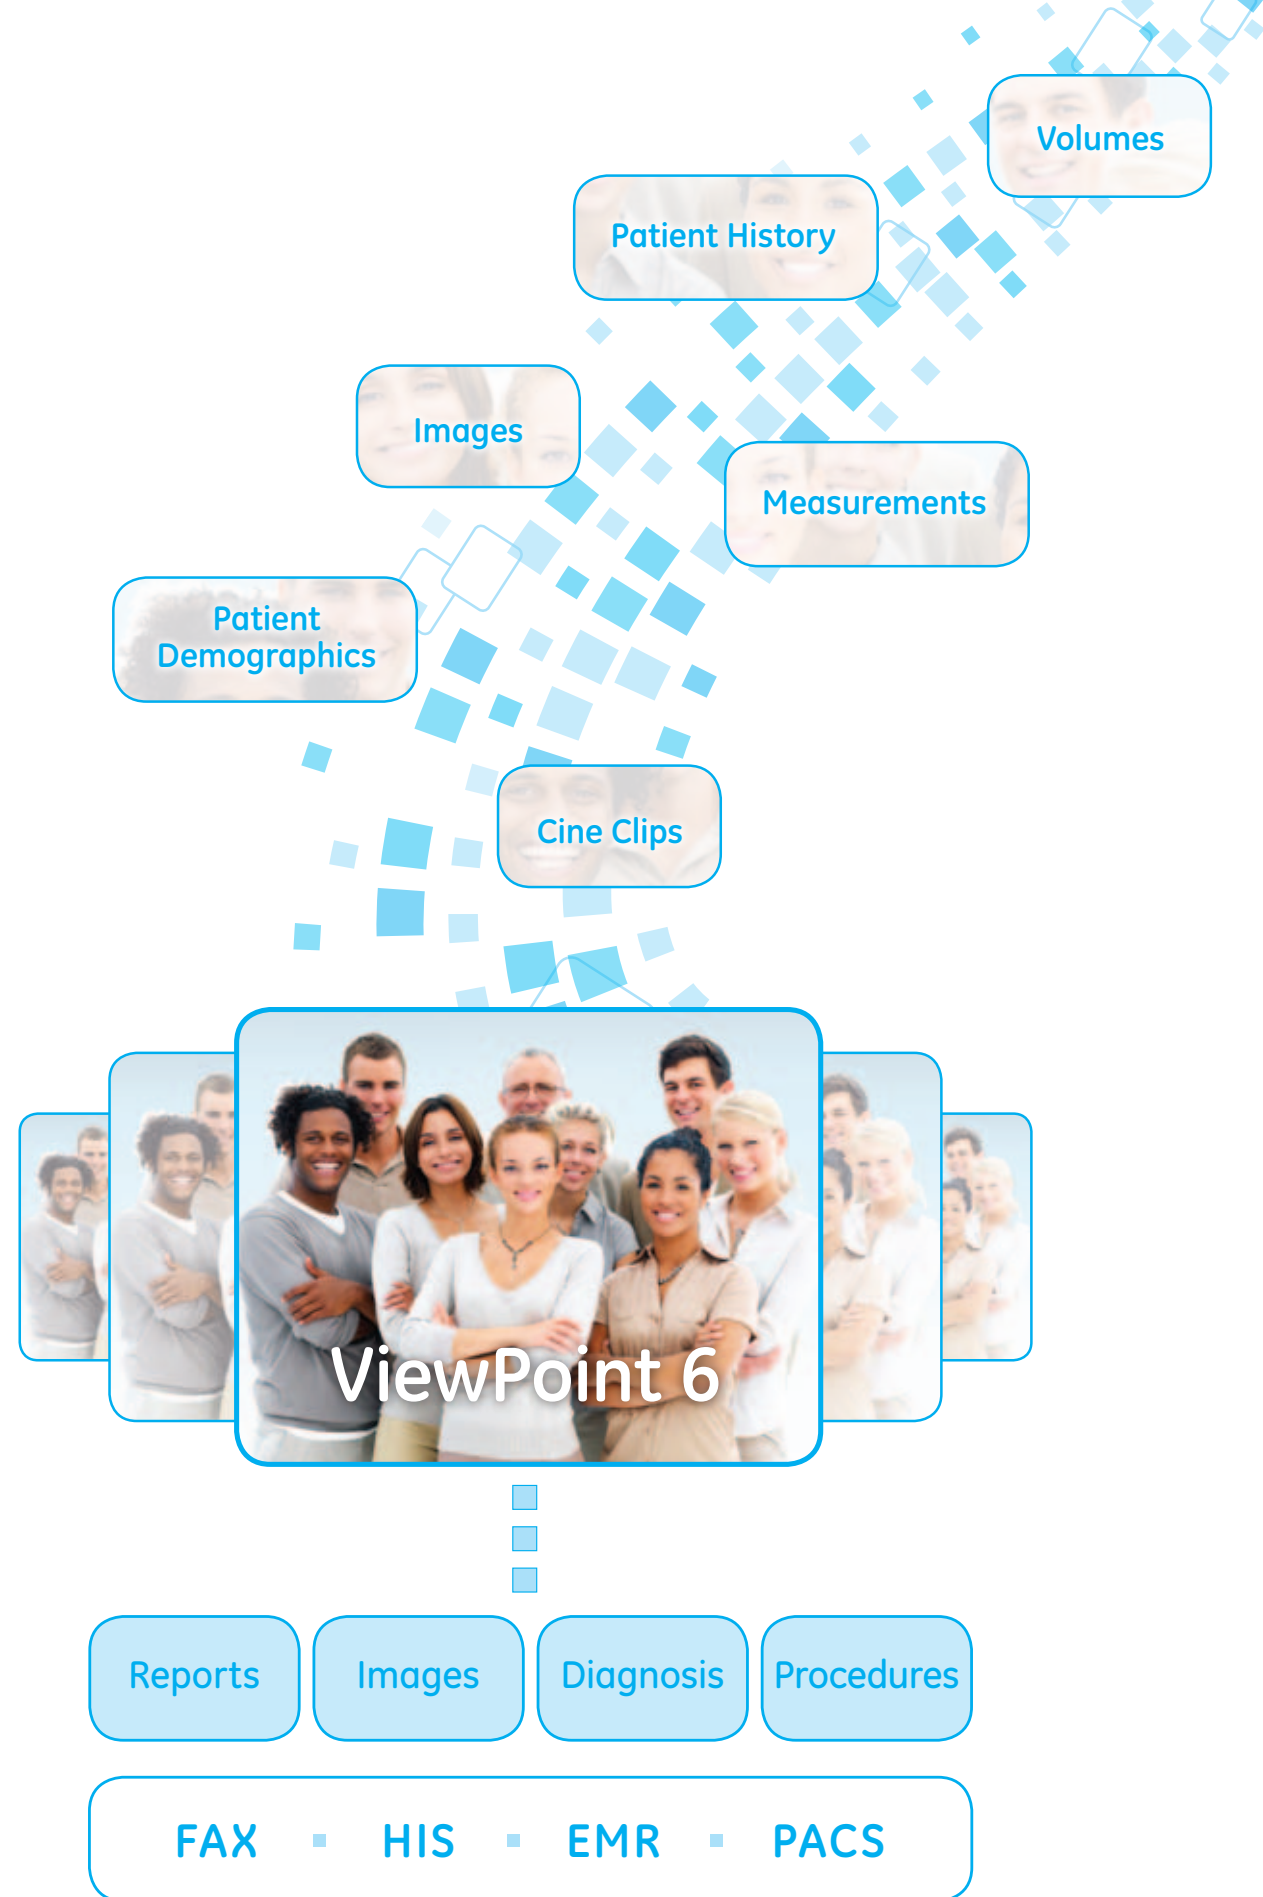 Volumes
Patient History
Images
Measurements
Patient
Demographics
Cine Clips
ViewPoint 6
Reports
Images
Diagnosis
Procedures
FAX ▪ HIS ▪ EMR ▪ PACS